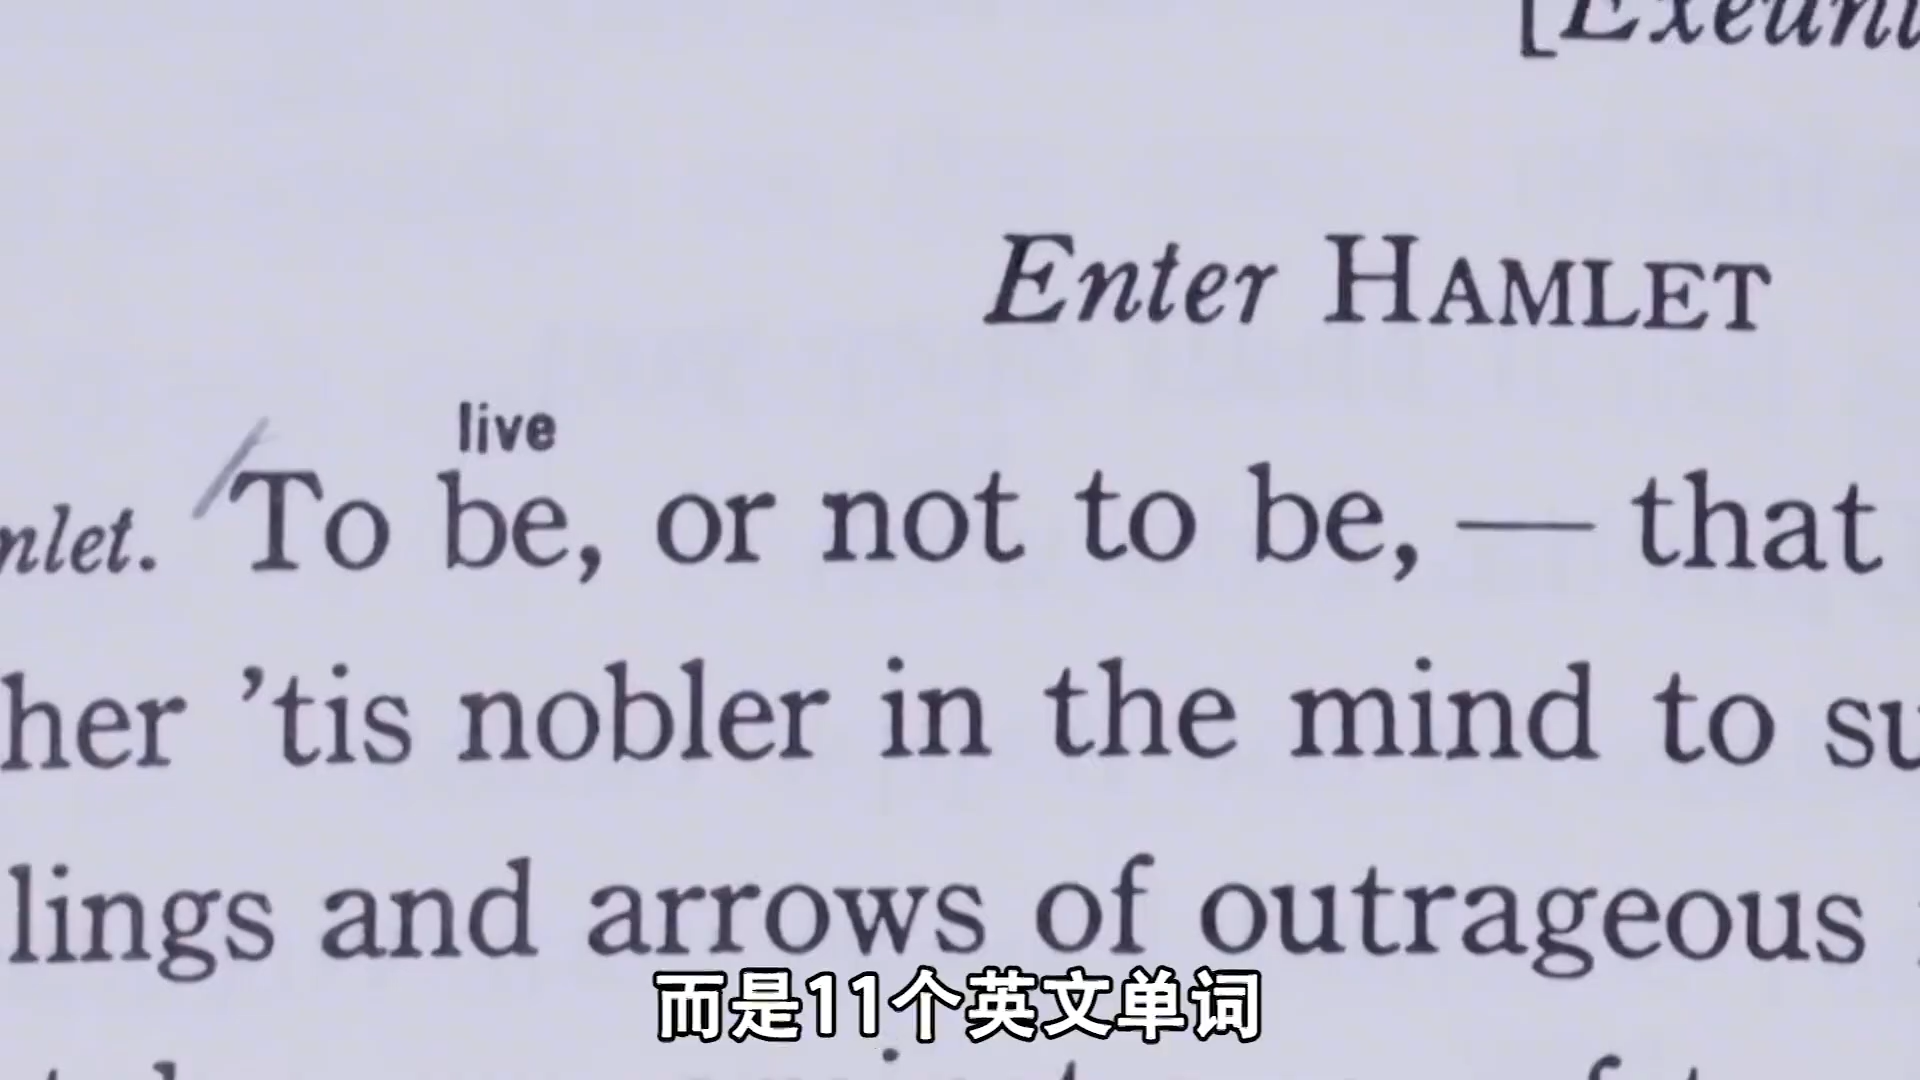 [Exeunt
Enter HAMLET
live
nlet. To be, or not to be, — that
her ’tis nobler in the mind to su
lings and arrows of outrageous
而是11个英文单词